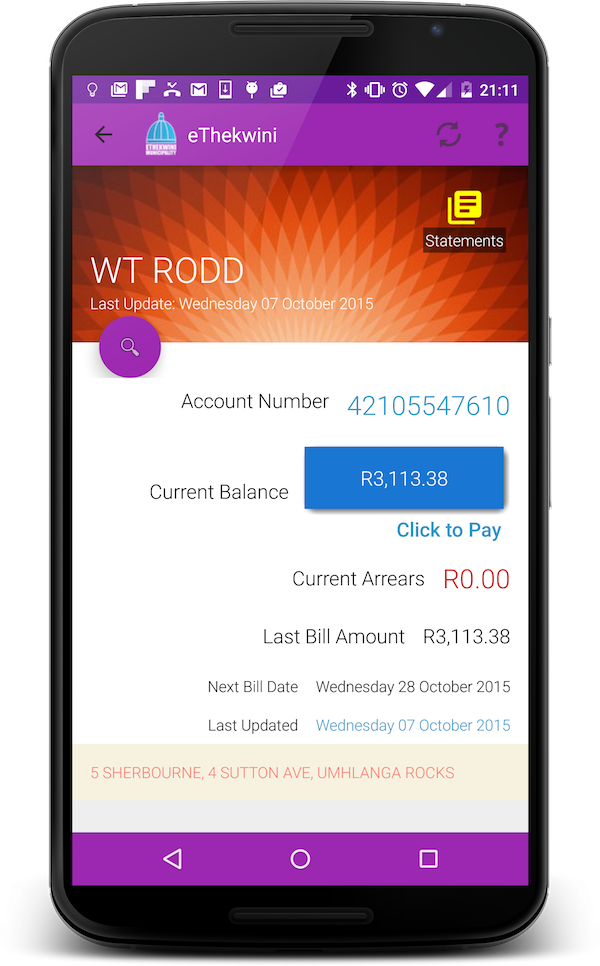 21:11
ETHEKWINI
MUNICIPALITY
eThekwini
?
Statements
WT RODD
Last Update: Wednesday 07 October 2015
Account Number 42105547610
Current Balance R3,113.38
Click to Pay
Current Arrears R0.00
Last Bill Amount R3,113.38
Next Bill Date Wednesday 28 October 2015
Last Updated Wednesday 07 October 2015
5 SHERBOURNE, 4 SUTTON AVE, UMHLANGA ROCKS